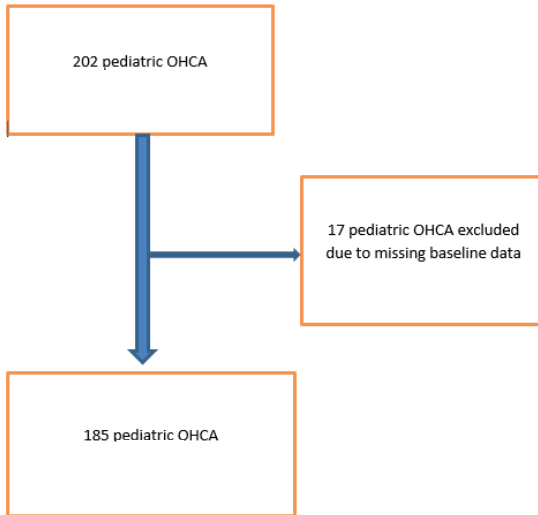 202 pediatric OHCA
17 pediatric OHCA excluded
due to missing baseline data
185 pediatric OHCA